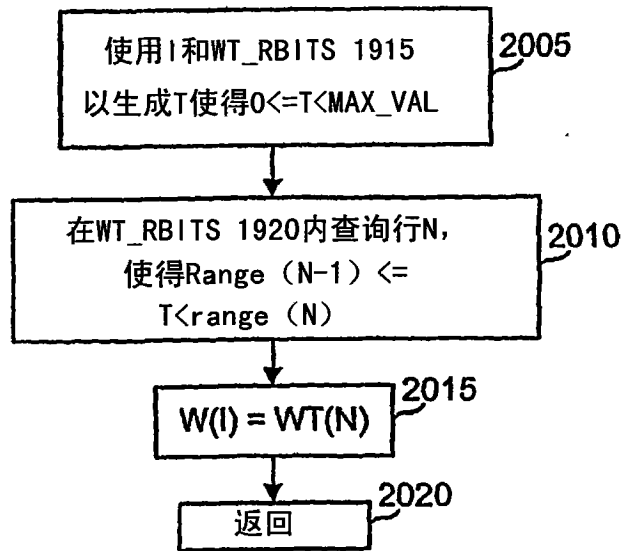 使用I和WT_RBITS 1915
以生成T使得0<=T<MAX_VAL
2005
在WT_RBITS 1920内查询行N，
使得Range（N-1）<=
T<range（N）
2010
W(I) = WT(N)
2015
返回
2020